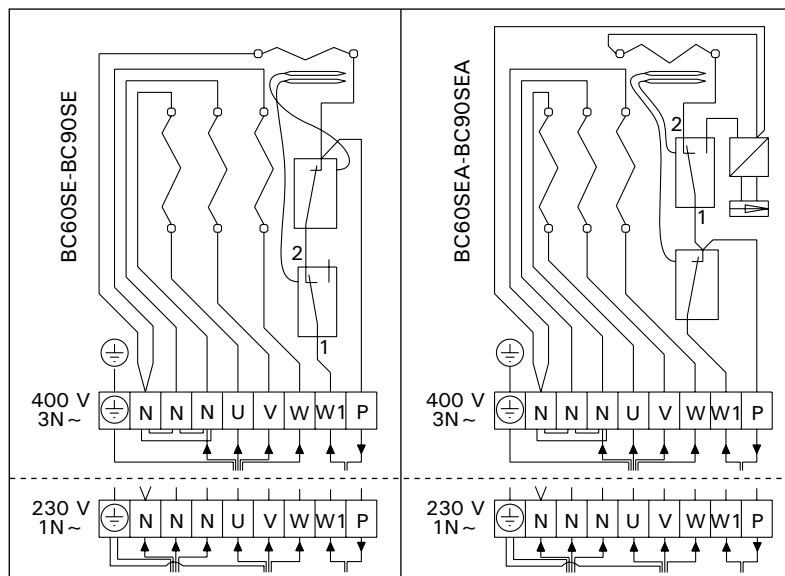 BC60SE-BC90SE
2
1
400 V
3N~
N N N U V W W1 P
230 V
1N~
N N N U V W W1 P
BC60SEA-BC90SEA
2
1
400 V
3N~
N N N U V W W1 P
230 V
1N~
N N N U V W W1 P